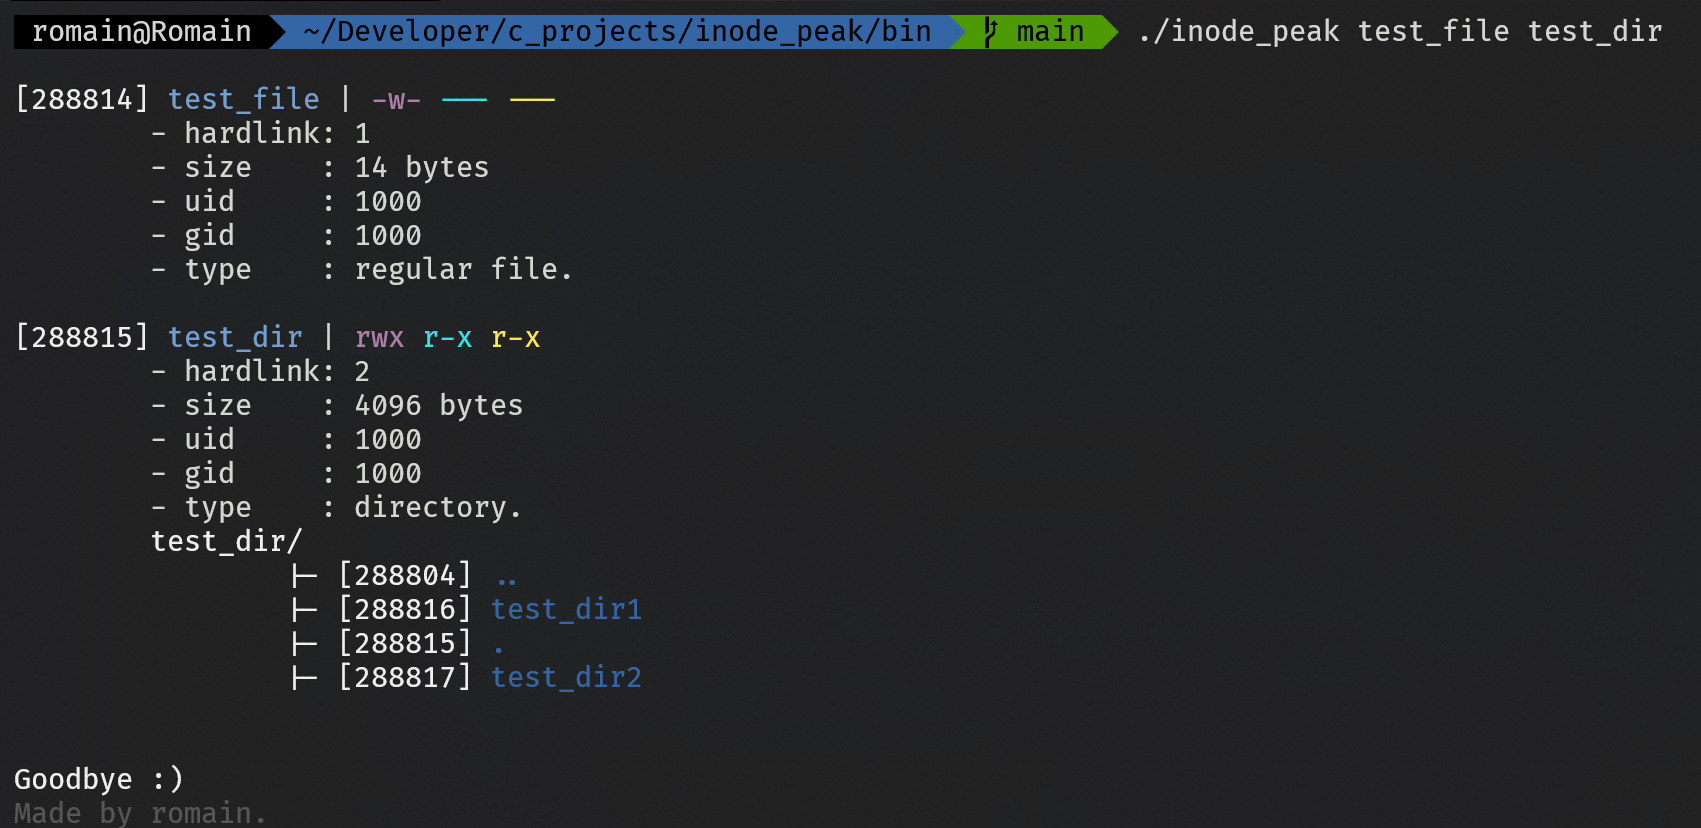 romain@Romain ~/Developer/c_projects/inode_peak/bin main ./inode_peak test_file test_dir
[288814] test_file | -w- --- ---
- hardlink: 1
- size : 14 bytes
- uid : 1000
- gid : 1000
- type : regular file.
[288815] test_dir | rwx r-x r-x
- hardlink: 2
- size : 4096 bytes
- uid : 1000
- gid : 1000
- type : directory.
test_dir/
|- [288804] ..
|- [288816] test_dir1
|- [288815] .
|- [288817] test_dir2
Goodbye :)
Made by romain.